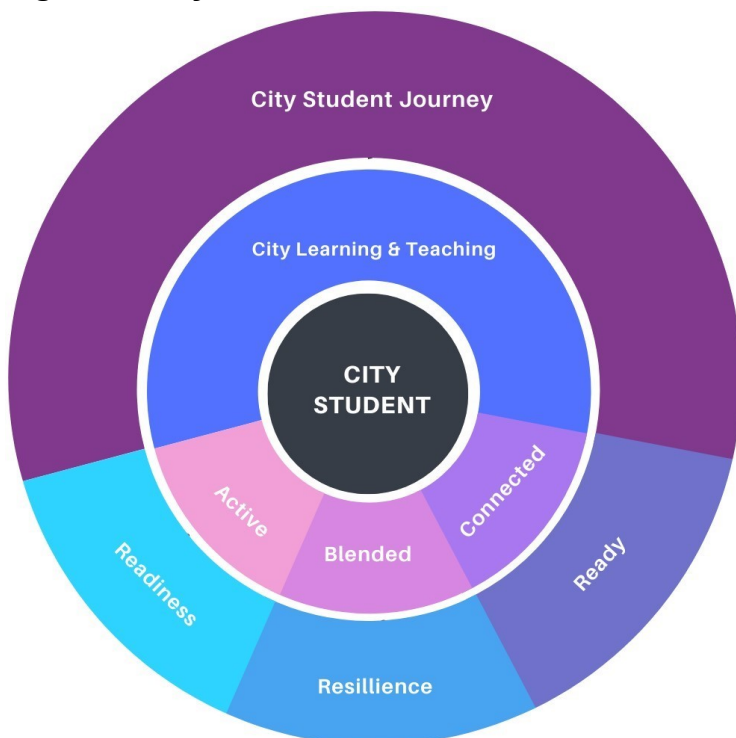 City Student Journey
City Learning & Teaching
CITY
STUDENT
Active
Blended
Connected
Readiness
Resillience
Ready